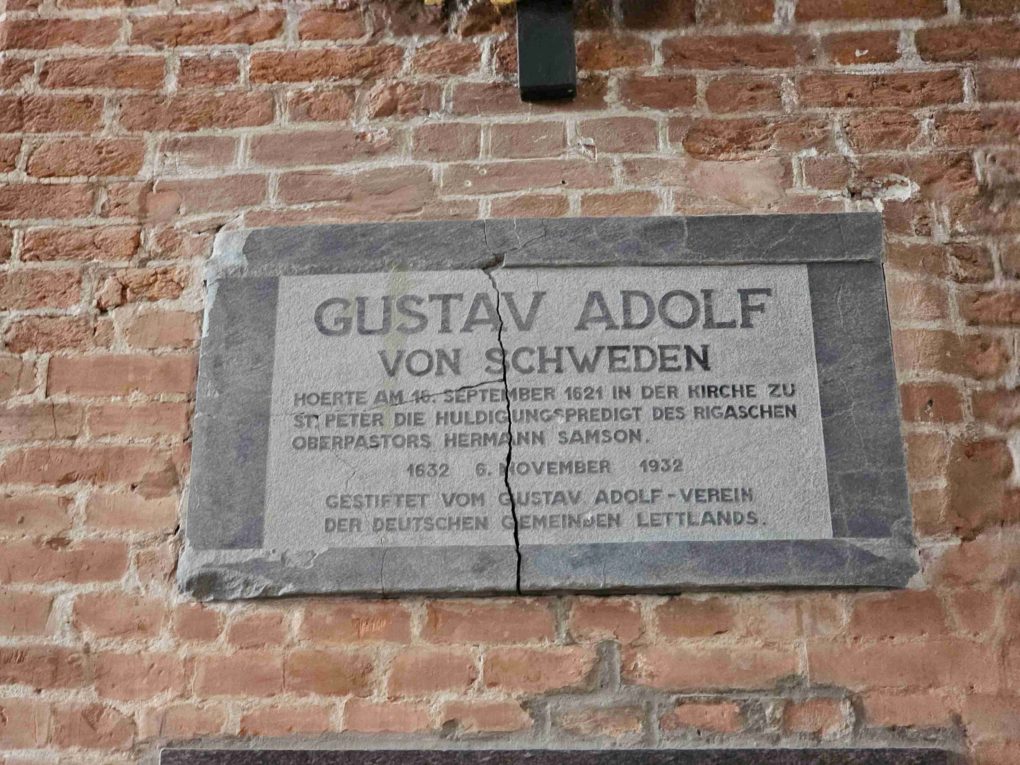 GUSTAV ADOLF
VON SCHWEDEN
HOERTE AM 16. SEPTEMBER 1621 IN DER KIRCHE ZU
ST. PETER DIE HULDIGUNGSPREDIGT DES RIGASCHEN
OBERPASTORS HERMANN SAMSON.
1632 6. NOVEMBER 1932
GESTIFTET VOM GUSTAV ADOLF-VEREIN
DER DEUTSCHEN GEMEINDEN LETTLANDS.